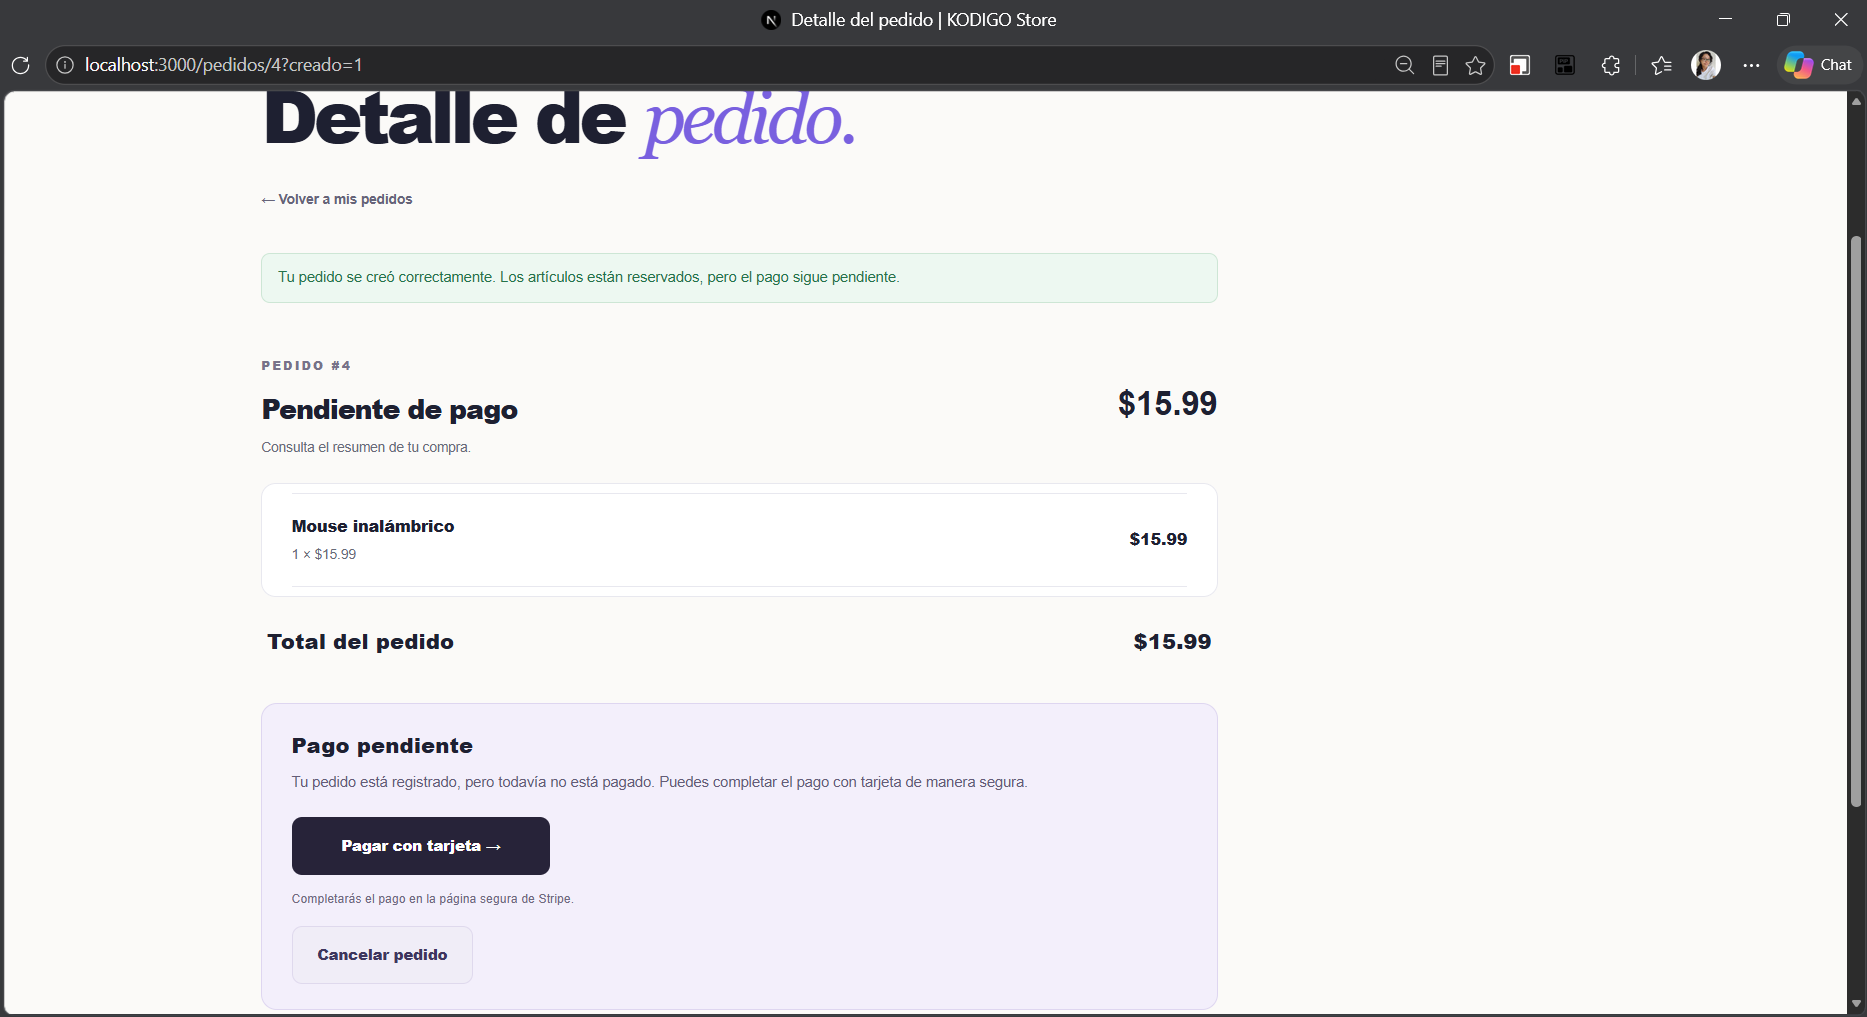 Detalle del pedido | KODIGO Store
localhost:3000/pedidos/4?creado=1
Chat
Detalle de pedido.
← Volver a mis pedidos
Tu pedido se creó correctamente. Los artículos están reservados, pero el pago sigue pendiente.
PEDIDO #4
Pendiente de pago
$15.99
Consulta el resumen de tu compra.
Mouse inalámbrico
1 × $15.99
$15.99
Total del pedido
$15.99
Pago pendiente
Tu pedido está registrado, pero todavía no está pagado. Puedes completar el pago con tarjeta de manera segura.
Pagar con tarjeta →
Completarás el pago en la página segura de Stripe.
Cancelar pedido